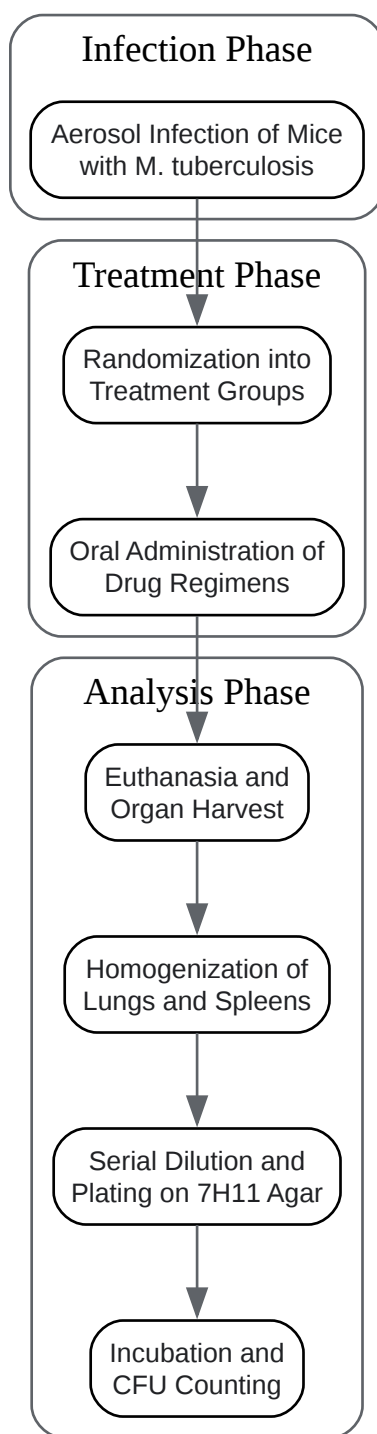 Infection Phase
Aerosol Infection of Mice
with M. tuberculosis
Treatment Phase
Randomization into
Treatment Groups
Oral Administration of
Drug Regimens
Analysis Phase
Euthanasia and
Organ Harvest
Homogenization of
Lungs and Spleens
Serial Dilution and
Plating on 7H11 Agar
Incubation and
CFU Counting